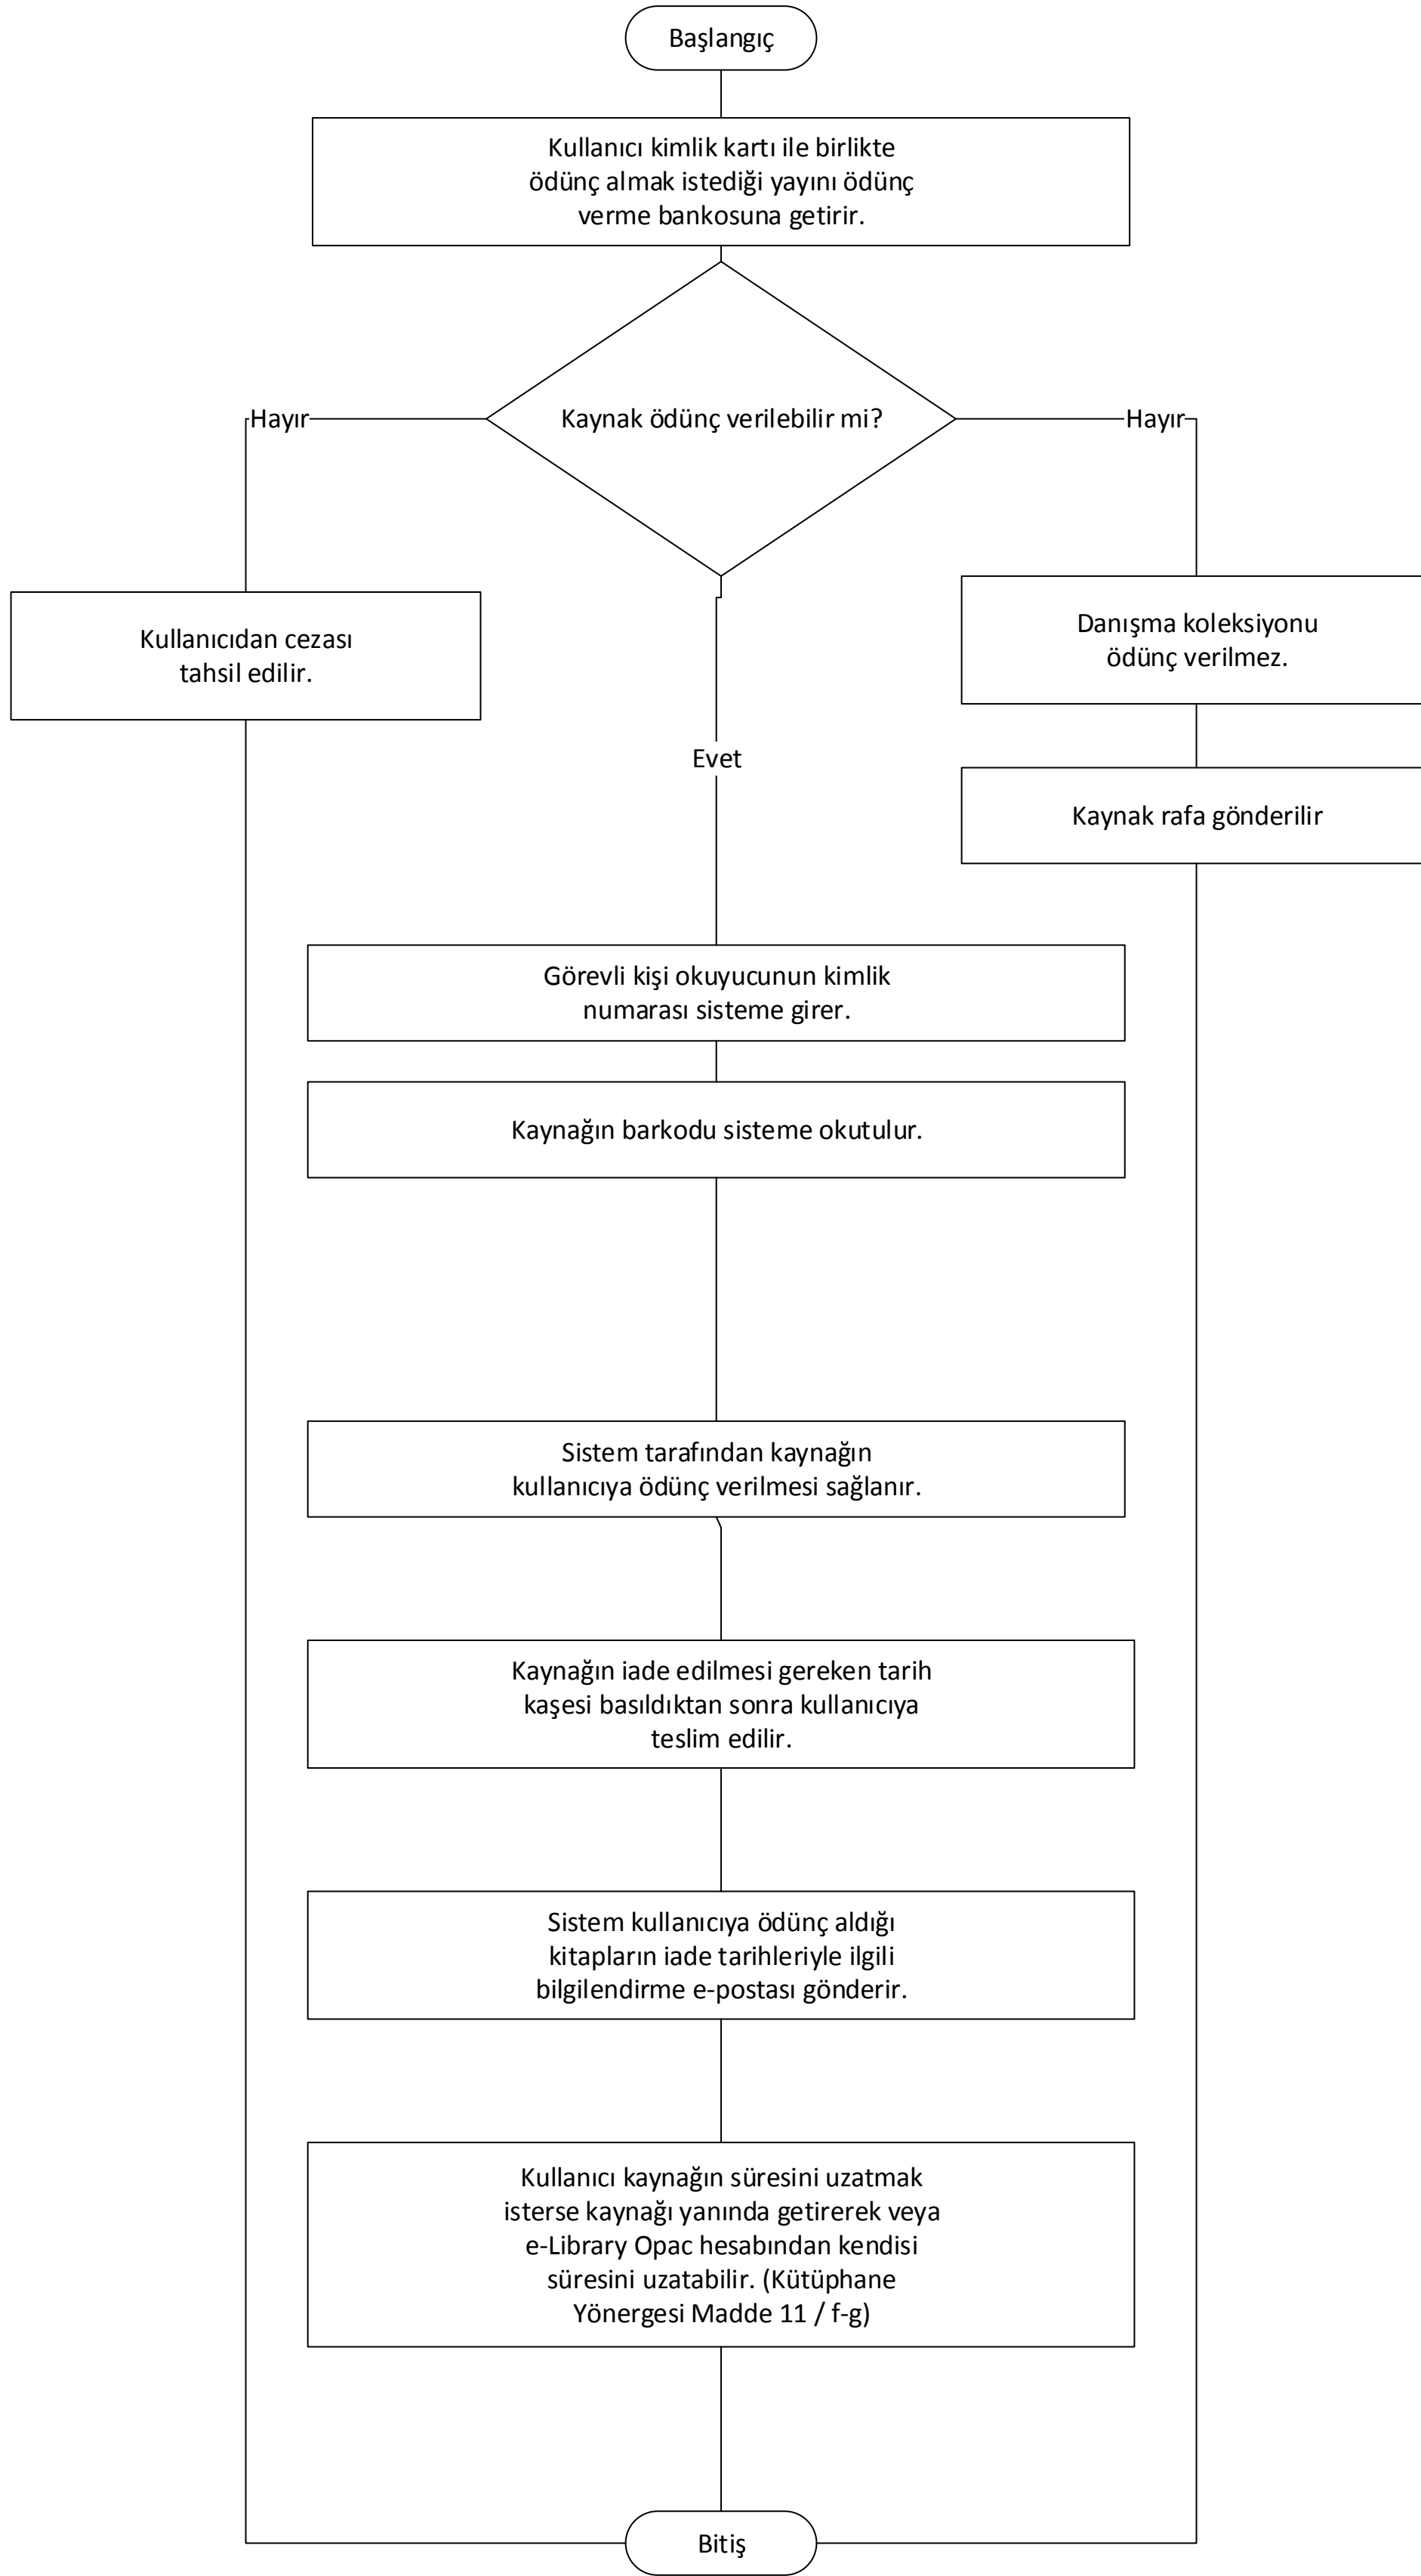 Başlangıç
Kullanıcı kimlik kartı ile birlikte
ödünç almak istediği yayını ödünç
verme bankosuna getirir.
Hayır
Kaynak ödünç verilebilir mi?
Hayır
Kullanıcıdan cezası
tahsil edilir.
Danışma koleksiyonu
ödünç verilmez.
Evet
Kaynak rafa gönderilir
Görevli kişi okuyucunun kimlik
numarası sisteme girer.
Kaynağın barkodu sisteme okutulur.
Sistem tarafından kaynağın
kullanıcıya ödünç verilmesi sağlanır.
Kaynağın iade edilmesi gereken tarih
kaşesi basıldıktan sonra kullanıcıya
teslim edilir.
Sistem kullanıcıya ödünç aldığı
kitapların iade tarihleriyle ilgili
bilgilendirme e-postası gönderir.
Kullanıcı kaynağın süresini uzatmak
isterse kaynağı yanında getirerek veya
e-Library Opac hesabından kendisi
süresini uzatabilir. (Kütüphane
Yönergesi Madde 11 / f-g)
Bitiş